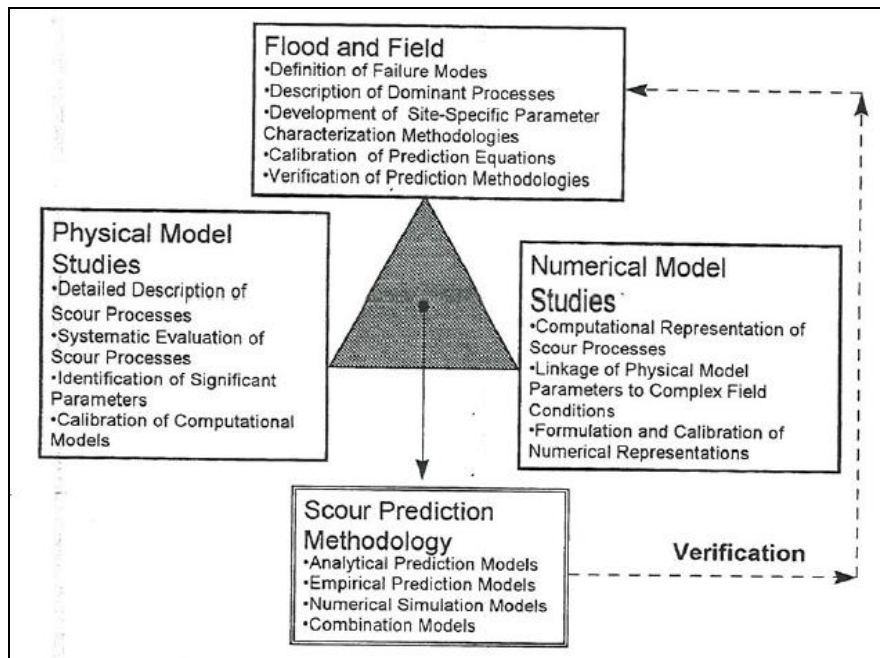 Flood and Field
•Definition of Failure Modes
•Description of Dominant Processes
•Development of Site-Specific Parameter
Characterization Methodologies
•Calibration of Prediction Equations
•Verification of Prediction Methodologies
Physical Model
Studies
•Detailed Description of
Scour Processes
•Systematic Evaluation of
Scour Processes
•Identification of Significant
Parameters
•Calibration of Computational
Models
Numerical Model
Studies
•Computational Representation of
Scour Processes
•Linkage of Physical Model
Parameters to Complex Field
Conditions
•Formulation and Calibration of
Numerical Representations
Scour Prediction
Methodology
•Analytical Prediction Models
•Empirical Prediction Models
•Numerical Simulation Models
•Combination Models
Verification